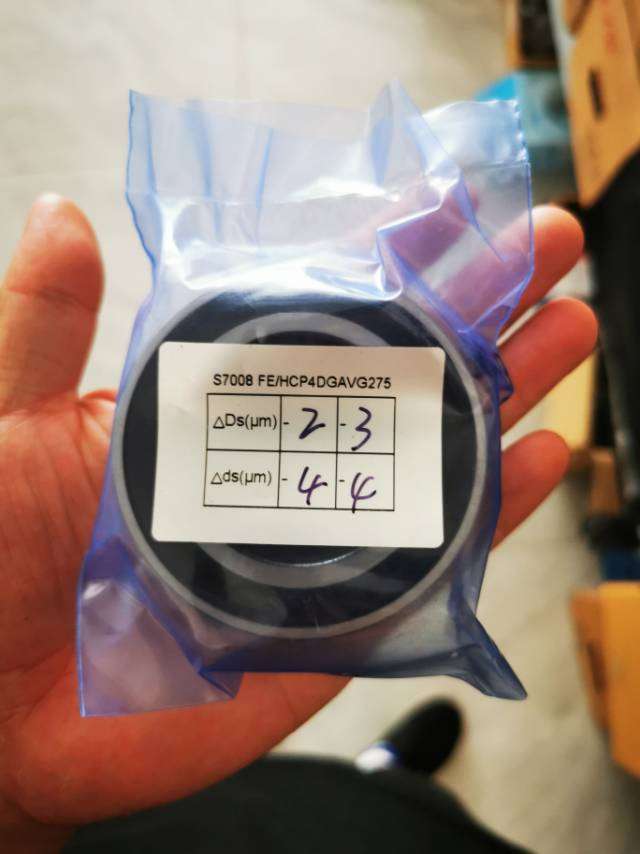 S7008 FE/HCP4DGAVG275
△Ds(μm) - 2 - 3
△ds(μm) - 4 - 4